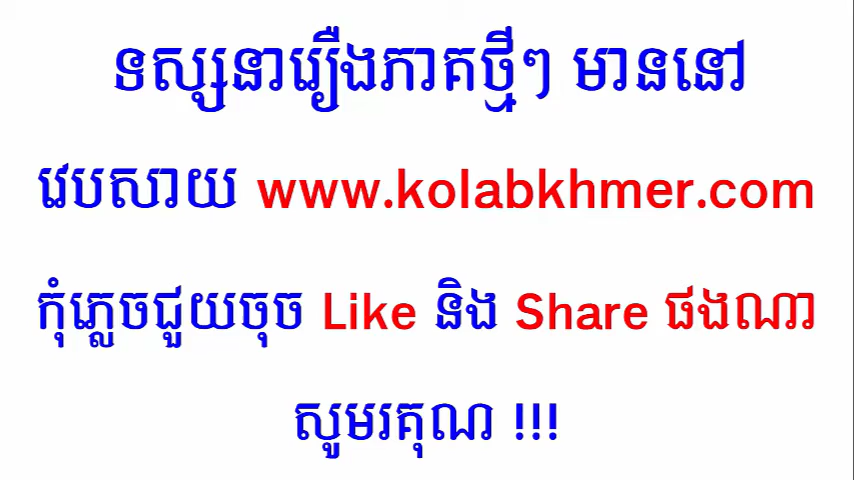 ទស្សនារឿងភាគថ្មីៗ មាននៅ
វេបសាយ www.kolabkhmer.com
កុំភ្លេចជួយចុច Like និង Share ផងណា
សូមរគុណ !!!